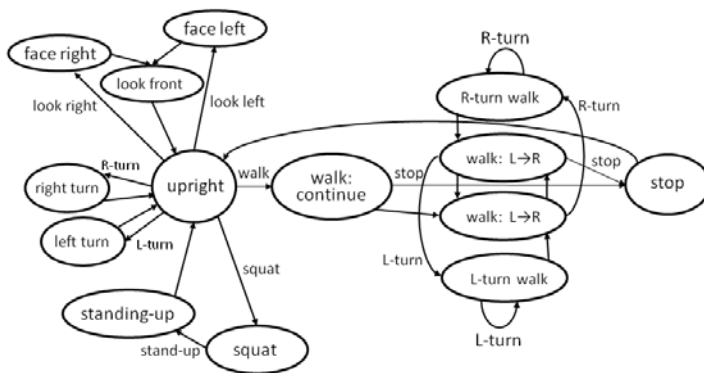 face left
face right
look front
look right
look left
R-turn
R-turn walk
R-turn
R-turn
right turn
upright
walk
walk:
continue
stop
walk: L→R
stop
stop
walk: L→R
left turn
L-turn
L-turn
L-turn walk
squat
standing-up
stand-up
squat
L-turn